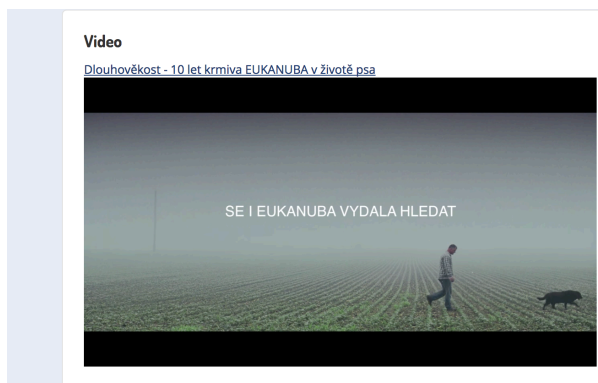 Video
Dlouhověkost - 10 let krmiva EUKANUBA v životě psa
SE I EUKANUBA VYDALA HLEDAT